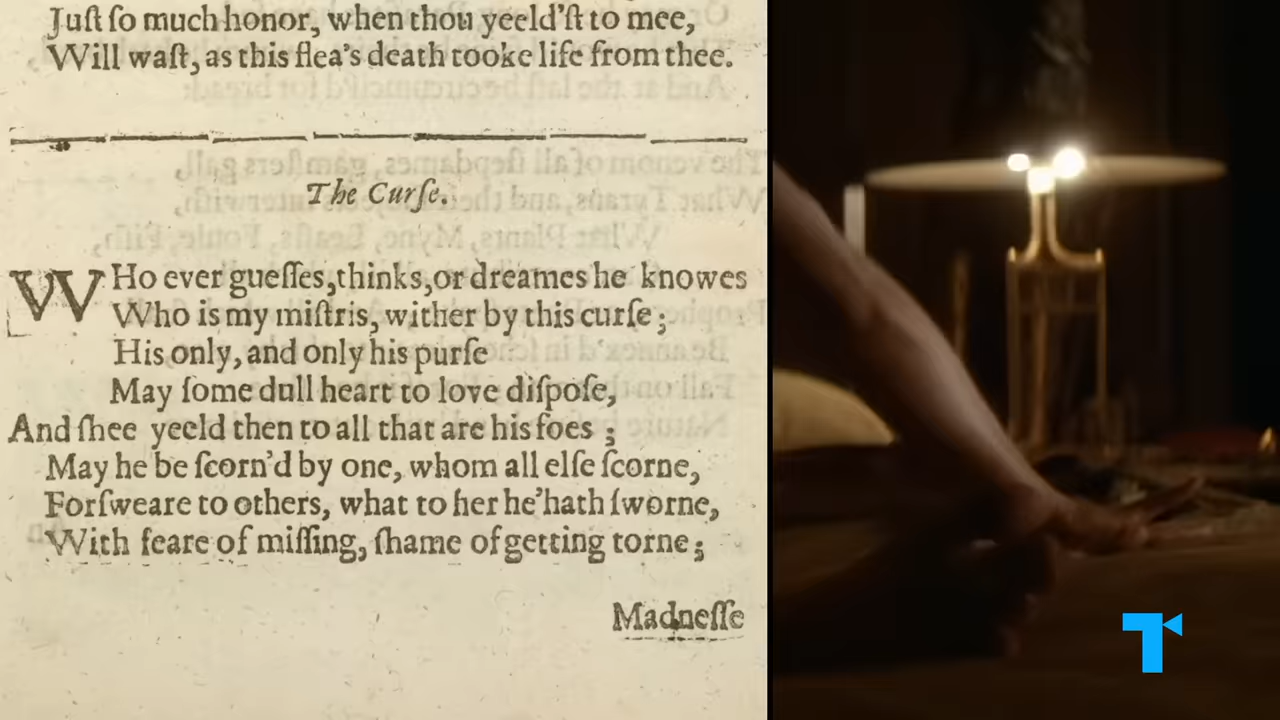 Juſt ſo much honor, when thou yeeld'ſt to mee,
Will waſt, as this flea's death tooke life from thee.
The Curſe.
WHo ever gueſſes,thinks,or dreames he knowes
Who is my miſtris, wither by this curſe;
His only, and only his purſe
May ſome dull heart to love diſpoſe,
And ſhee yeeld then to all that are his foes ;
May he be ſcorn'd by one, whom all elſe ſcorne,
Forſweare to others, what to her he'hath ſworne,
With feare of miſſing, ſhame of getting torne;
Madneſſe